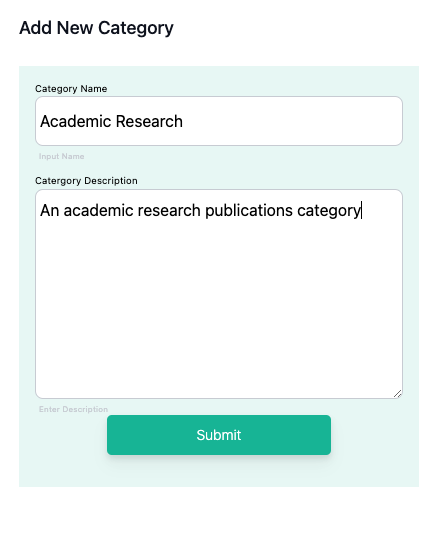 Add New Category
Category Name
Academic Research
Input Name
Catergory Description
An academic research publications category
Enter Description
Submit